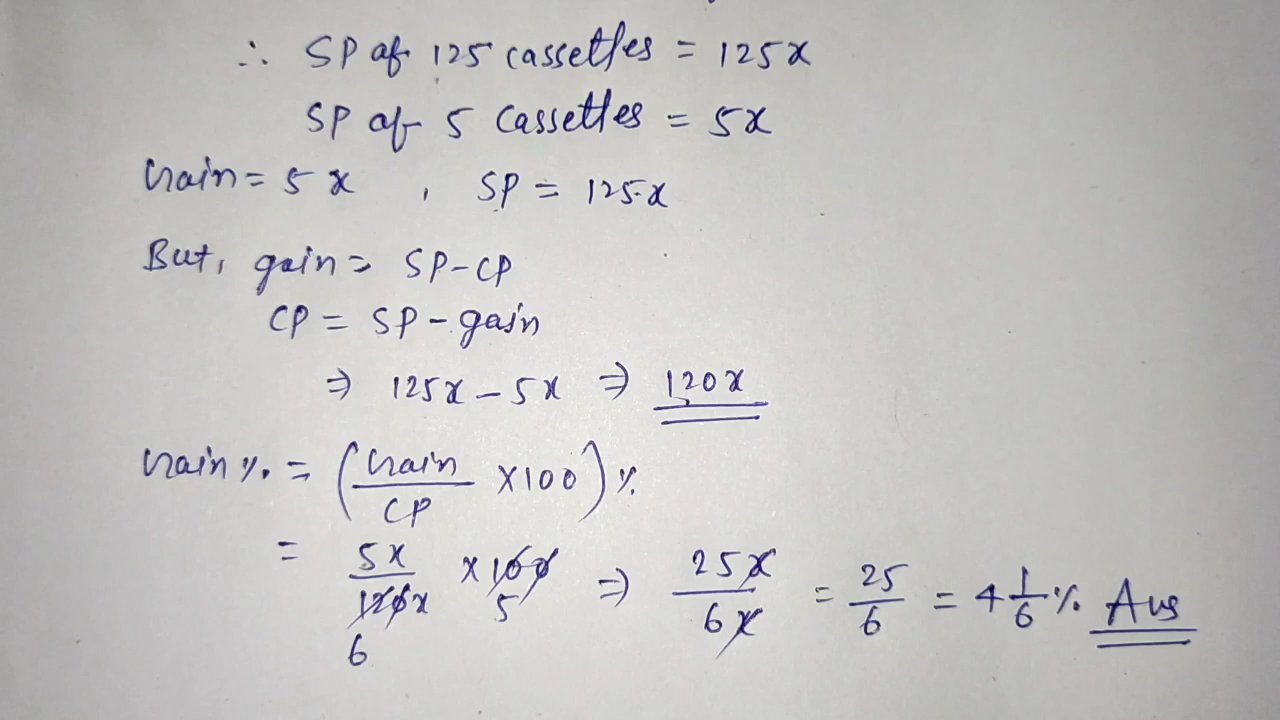 ∴ SP of 125 cassettes = 125x
SP of 5 Cassettes = 5x
Gain = 5x , SP = 125x
But, gain = SP-CP
CP = SP - gain
⇒ 125x - 5x ⇒ 120x
Gain % = (Gain/CP × 100) %
= 5x/120x × 100 ⇒ 25x/6x = 25/6 = 4 1/6 % Ans
6 5